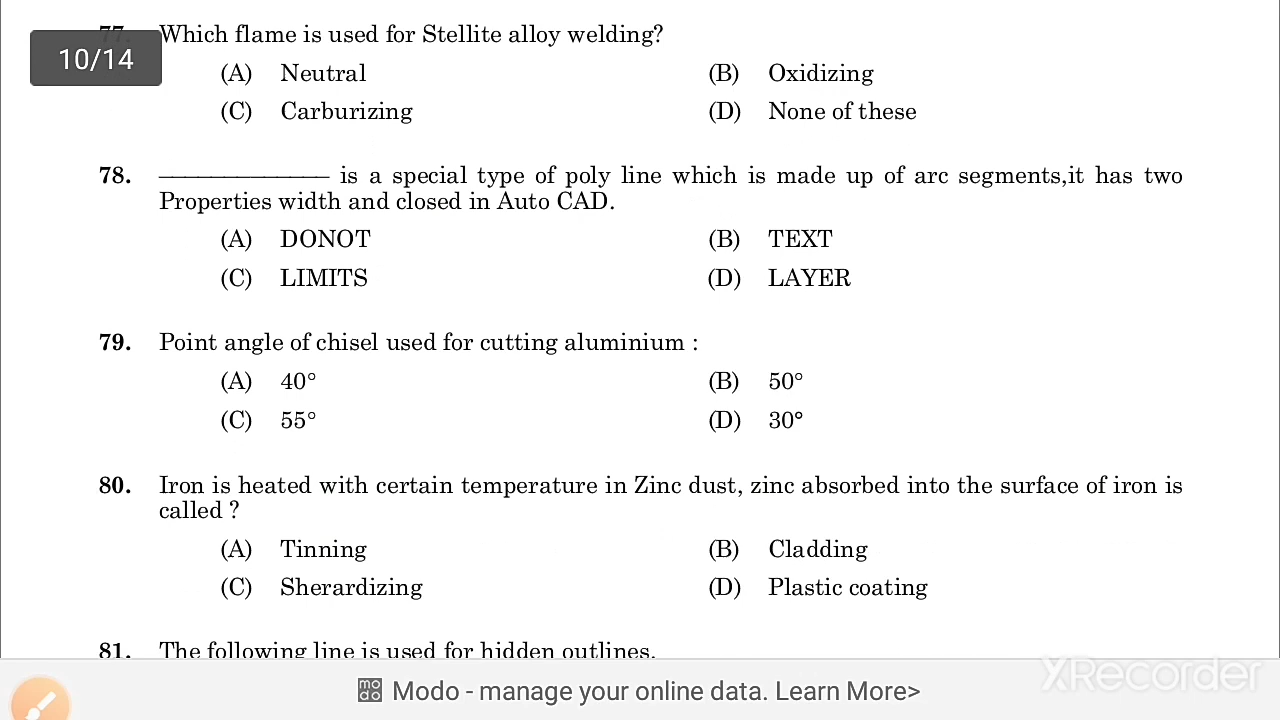 77. Which flame is used for Stellite alloy welding?
10/14
(A) Neutral (B) Oxidizing
(C) Carburizing (D) None of these
78. ______________ is a special type of poly line which is made up of arc segments,it has two
Properties width and closed in Auto CAD.
(A) DONOT (B) TEXT
(C) LIMITS (D) LAYER
79. Point angle of chisel used for cutting aluminium :
(A) 40° (B) 50°
(C) 55° (D) 30°
80. Iron is heated with certain temperature in Zinc dust, zinc absorbed into the surface of iron is
called ?
(A) Tinning (B) Cladding
(C) Sherardizing (D) Plastic coating
81. The following line is used for hidden outlines.
modo Modo - manage your online data. Learn More>
XRecorder